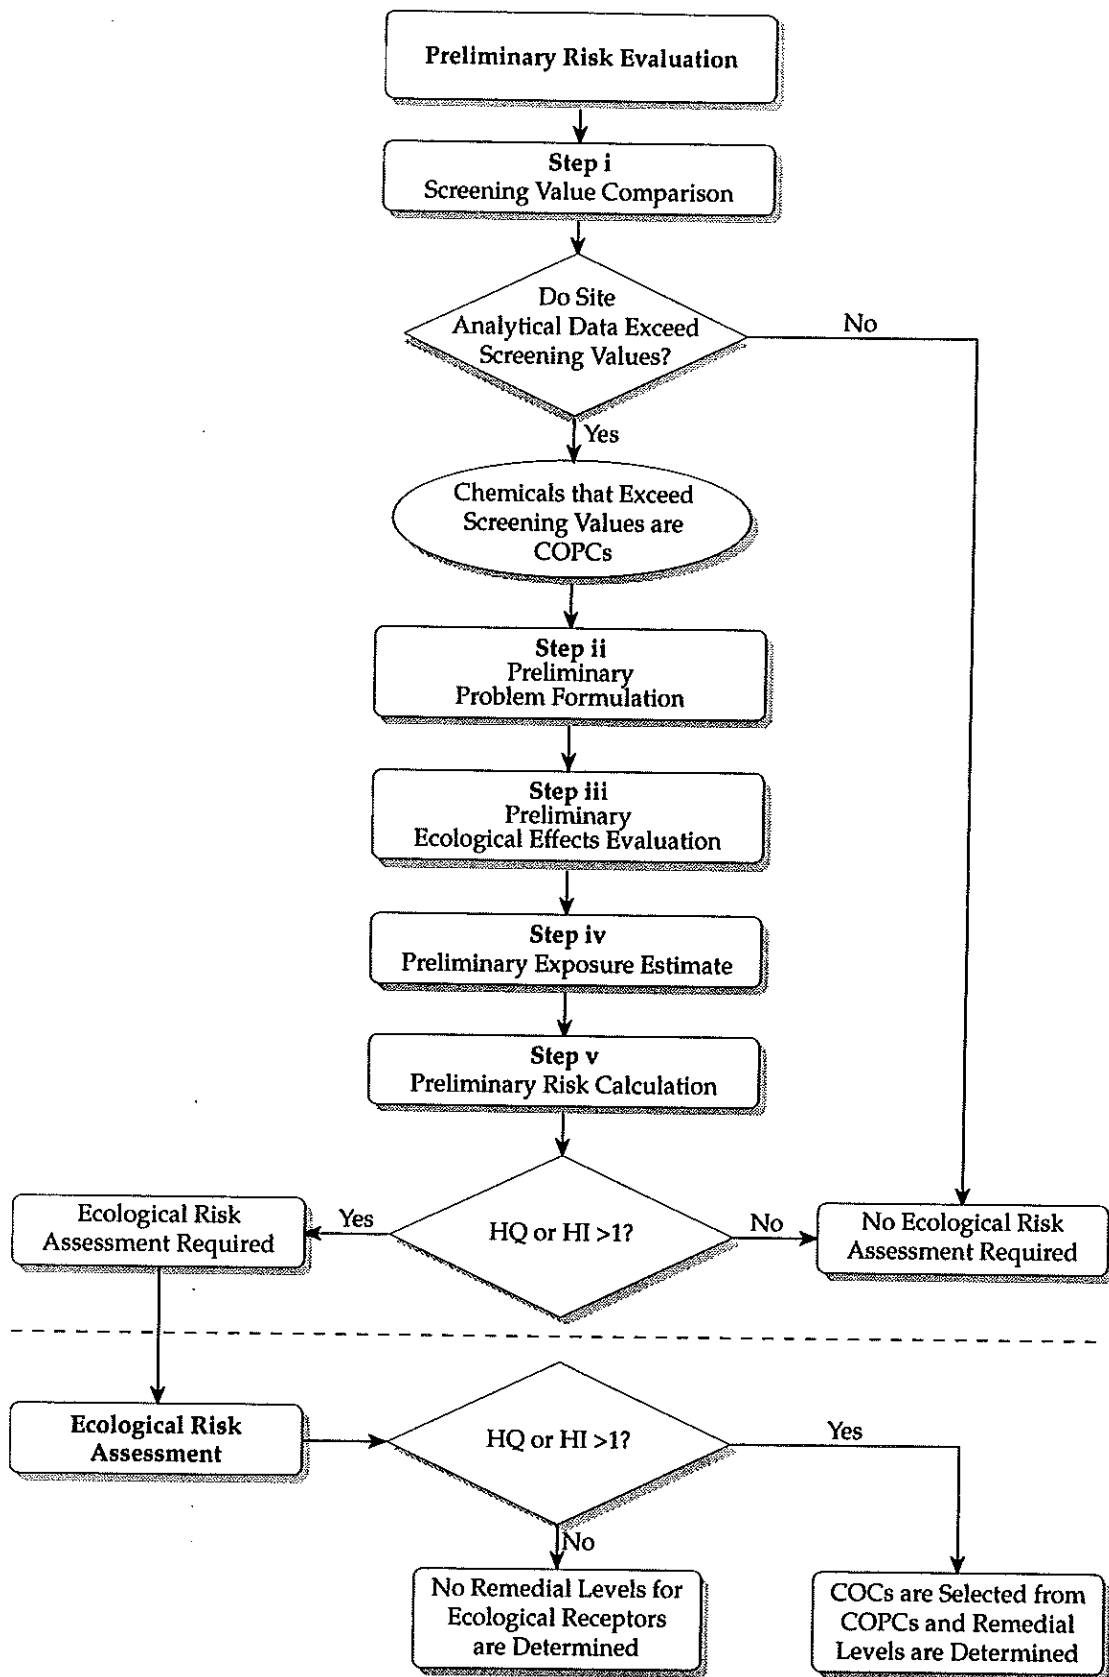 Preliminary Risk Evaluation
Step i
Screening Value Comparison
Do Site
Analytical Data Exceed
Screening Values?
No
Yes
Chemicals that Exceed
Screening Values are
COPCs
Step ii
Preliminary
Problem Formulation
Step iii
Preliminary
Ecological Effects Evaluation
Step iv
Preliminary Exposure Estimate
Step v
Preliminary Risk Calculation
Ecological Risk
Assessment Required
Yes
HQ or HI >1?
No
No Ecological Risk
Assessment Required
Ecological Risk
Assessment
HQ or HI >1?
Yes
No
No Remedial Levels for
Ecological Receptors
are Determined
COCs are Selected from
COPCs and Remedial
Levels are Determined